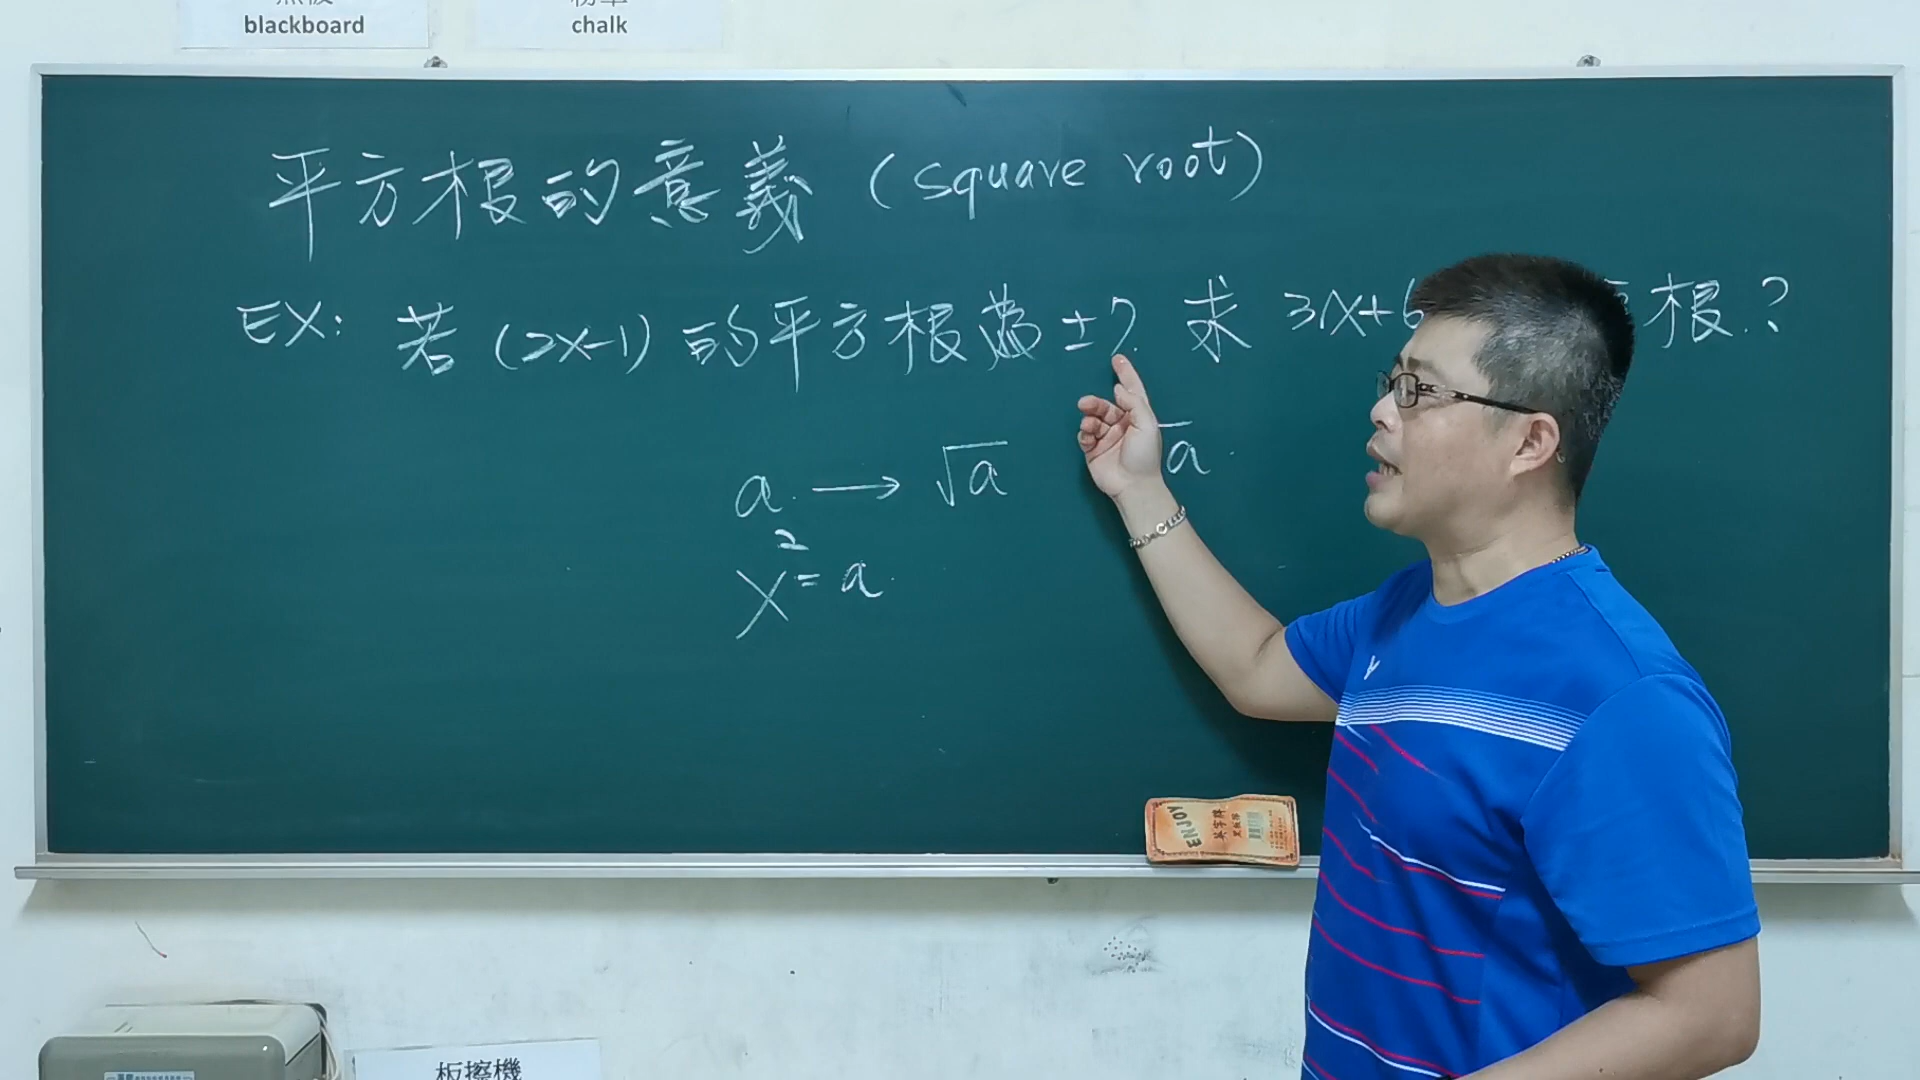 blackboard
chalk
平方根的意義 (square root)
EX: 若 (2x-1) 的平方根為 ±7. 求 3x+6 根.?
a. → √a a.
x²= a.
ENJOY
板擦機